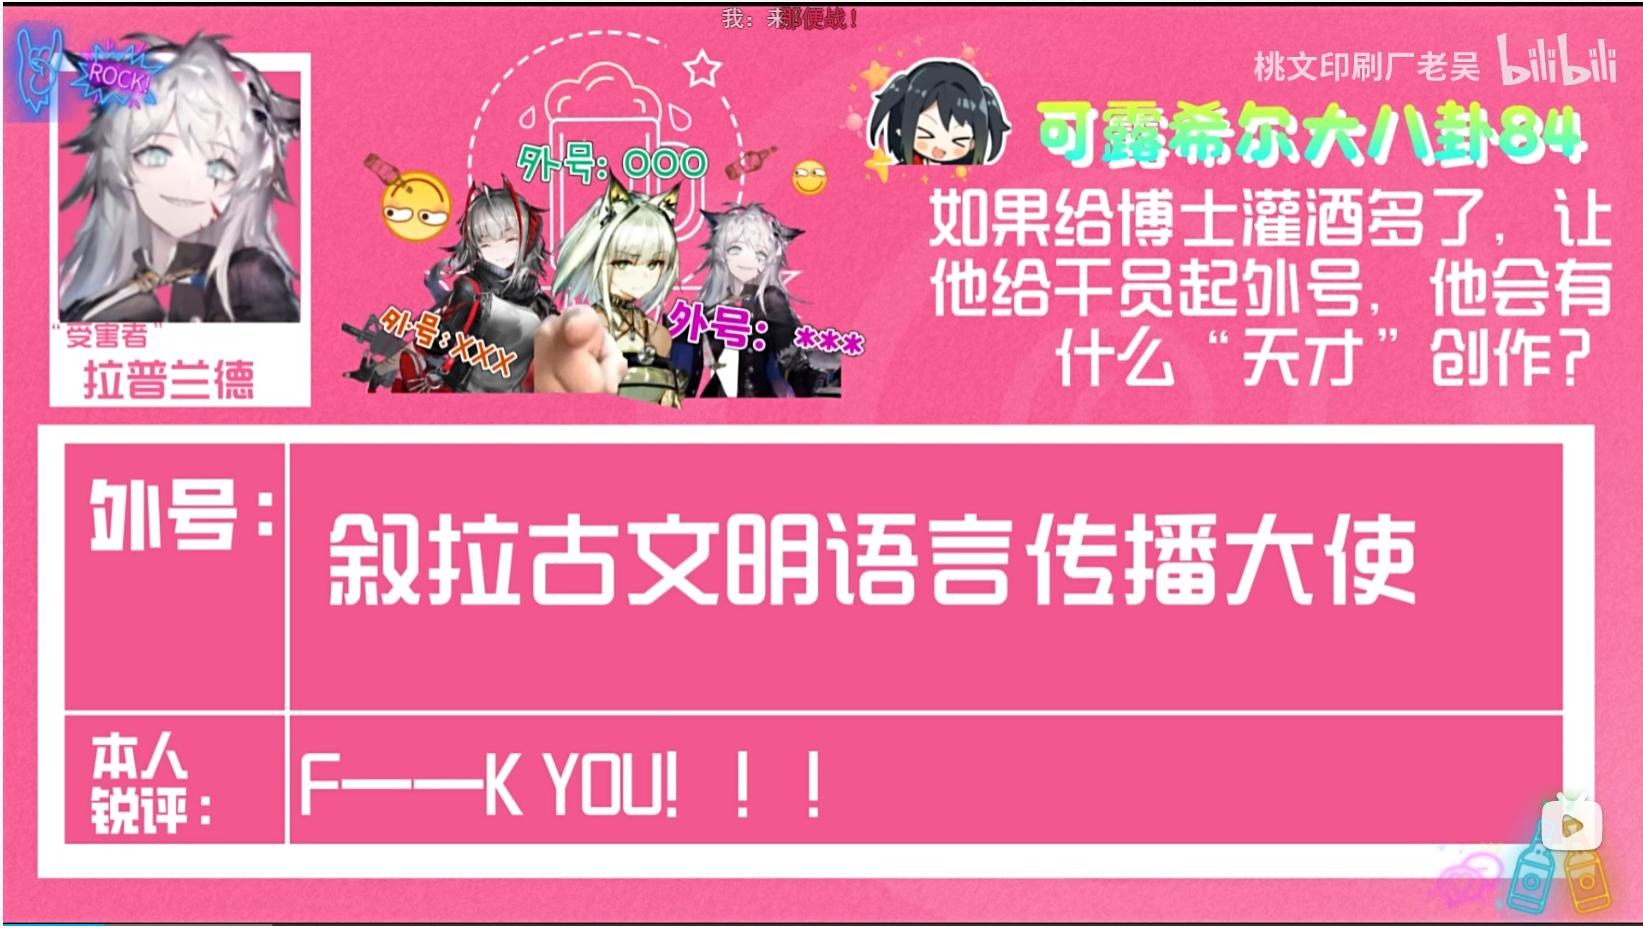 我：来那便战！
ROCK!
桃文印刷厂老吴 bilibili
可露希尔大八卦84
如果给博士灌酒多了，让
他给干员起外号，他会有
什么“天才”创作？
外号：OOO
外号：XXX
外号：***
“受害者”
拉普兰德
外号：
叙拉古文明语言传播大使
本人
锐评：
F——K YOU！！！